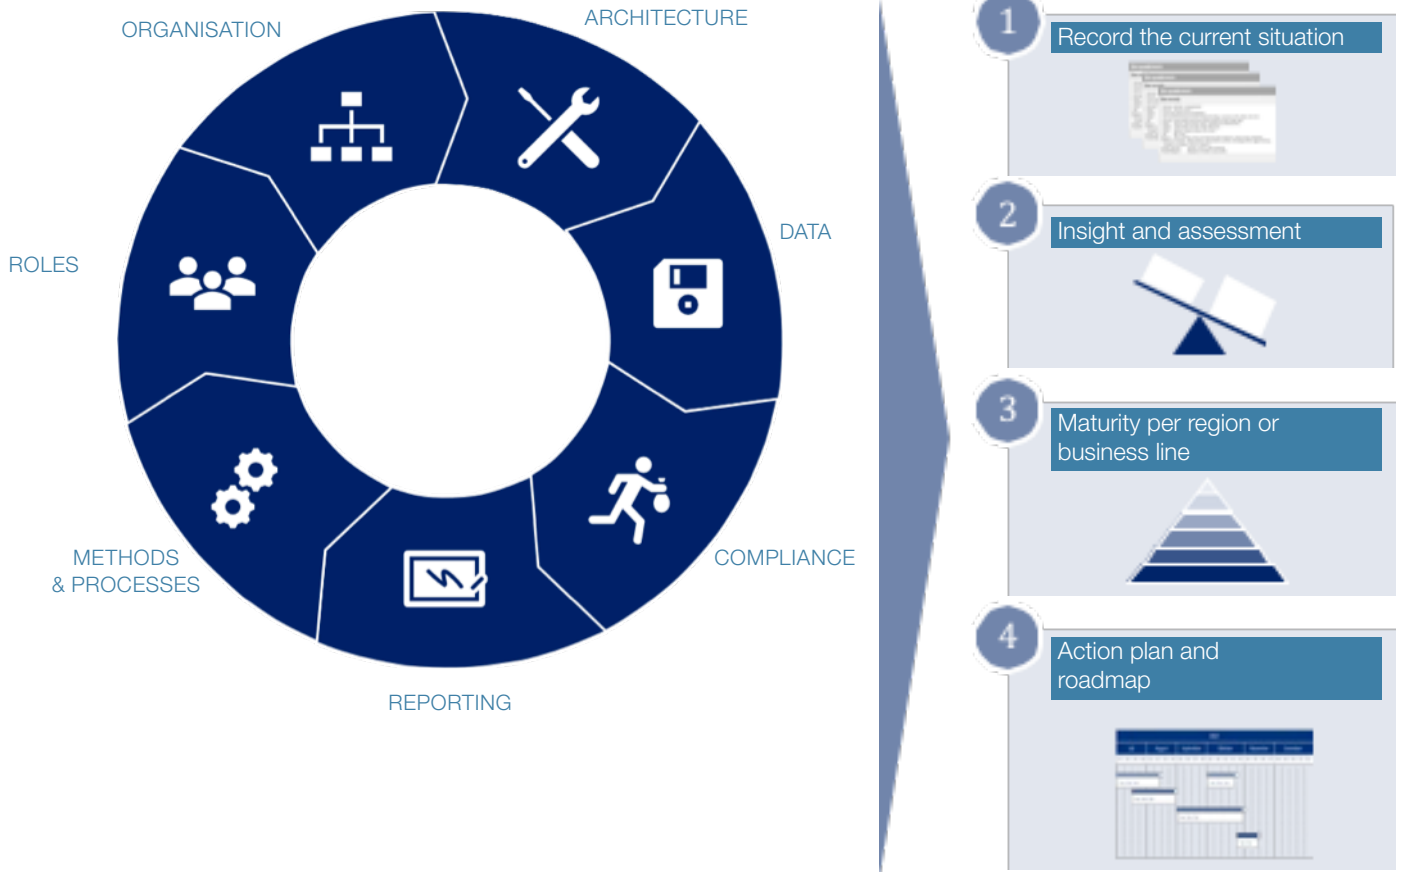 ORGANISATION
ARCHITECTURE
DATA
ROLES
COMPLIANCE
METHODS
& PROCESSES
REPORTING
1
Record the current situation
2
Insight and assessment
3
Maturity per region or
business line
4
Action plan and
roadmap